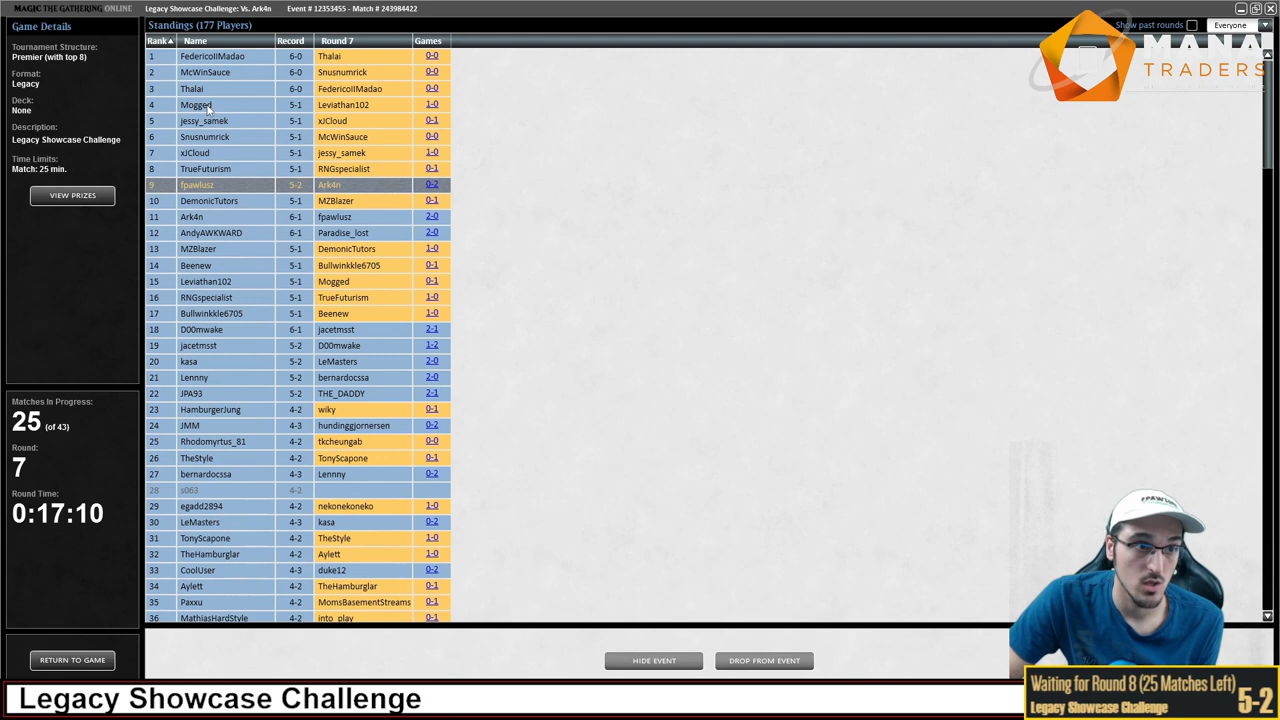 MAGIC THE GATHERING ONLINE Legacy Showcase Challenge: Vs. Ark4n Event # 12353455 - Match # 243984422
Game Details
Tournament Structure:
Premier (with top 8)
Format:
Legacy
Deck:
None
Description:
Legacy Showcase Challenge
Time Limits:
Match: 25 min.
VIEW PRIZES
Matches In Progress:
25 (of 43)
Round:
7
Round Time:
0:17:10
RETURN TO GAME
Standings (177 Players) Show past rounds Everyone
Rank Name Record Round 7 Games
1 FedericoIIMadao 6-0 Thalai 0-0
2 McWinSauce 6-0 Snusnumrick 0-0
3 Thalai 6-0 FedericoIIMadao 0-0
4 Mogged 5-1 Leviathan102 1-0
5 jessy_samek 5-1 xJCloud 0-1
6 Snusnumrick 5-1 McWinSauce 0-0
7 xJCloud 5-1 jessy_samek 1-0
8 TrueFuturism 5-1 RNGspecialist 0-1
9 fpawlusz 5-2 Ark4n 0-2
10 DemonicTutors 5-1 MZBlazer 0-1
11 Ark4n 6-1 fpawlusz 2-0
12 AndyAWKWARD 6-1 Paradise_lost 2-0
13 MZBlazer 5-1 DemonicTutors 1-0
14 Beenew 5-1 Bullwinkkle6705 0-1
15 Leviathan102 5-1 Mogged 0-1
16 RNGspecialist 5-1 TrueFuturism 1-0
17 Bullwinkkle6705 5-1 Beenew 1-0
18 D00mwake 6-1 jacetmsst 2-1
19 jacetmsst 5-2 D00mwake 1-2
20 kasa 5-2 LeMasters 2-0
21 Lennny 5-2 bernardocssa 2-0
22 JPA93 5-2 THE_DADDY 2-1
23 HamburgerJung 4-2 wiky 0-1
24 JMM 4-3 hundinggjornersen 0-2
25 Rhodomyrtus_81 4-2 tkcheungab 0-0
26 TheStyle 4-2 TonyScapone 0-1
27 bernardocssa 4-3 Lennny 0-2
28 s063 4-2
29 egadd2894 4-2 nekonekoneko 1-0
30 LeMasters 4-3 kasa 0-2
31 TonyScapone 4-2 TheStyle 1-0
32 TheHamburglar 4-2 Aylett 1-0
33 CoolUser 4-3 duke12 0-2
34 Aylett 4-2 TheHamburglar 0-1
35 Paxxu 4-2 MomsBasementStreams 0-1
36 MathiasHardStyle 4-2 into_play 0-1
MANA
TRADERS
HIDE EVENT DROP FROM EVENT
Legacy Showcase Challenge
Waiting for Round 8 (25 Matches Left)
Legacy Showcase Challenge 5-2